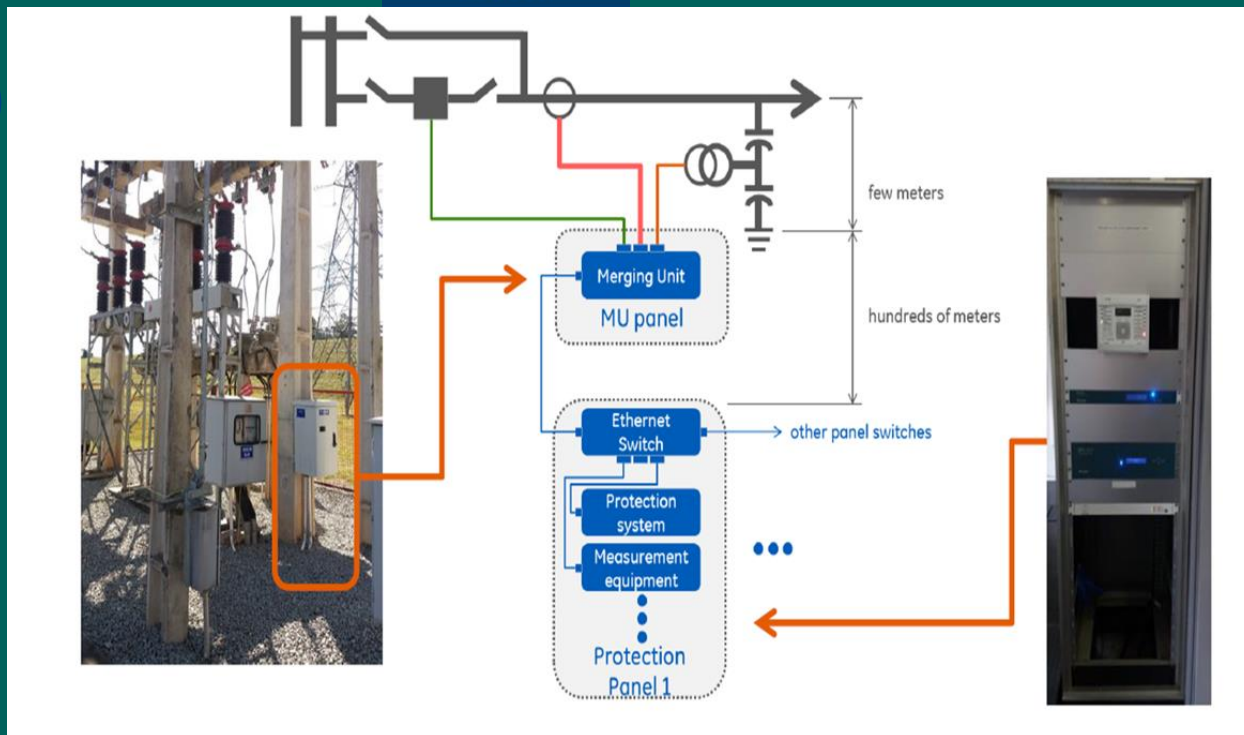 few meters
Merging Unit
MU panel
hundreds of meters
Ethernet
Switch
other panel switches
Protection
system
Measurement
equipment
Protection
Panel 1